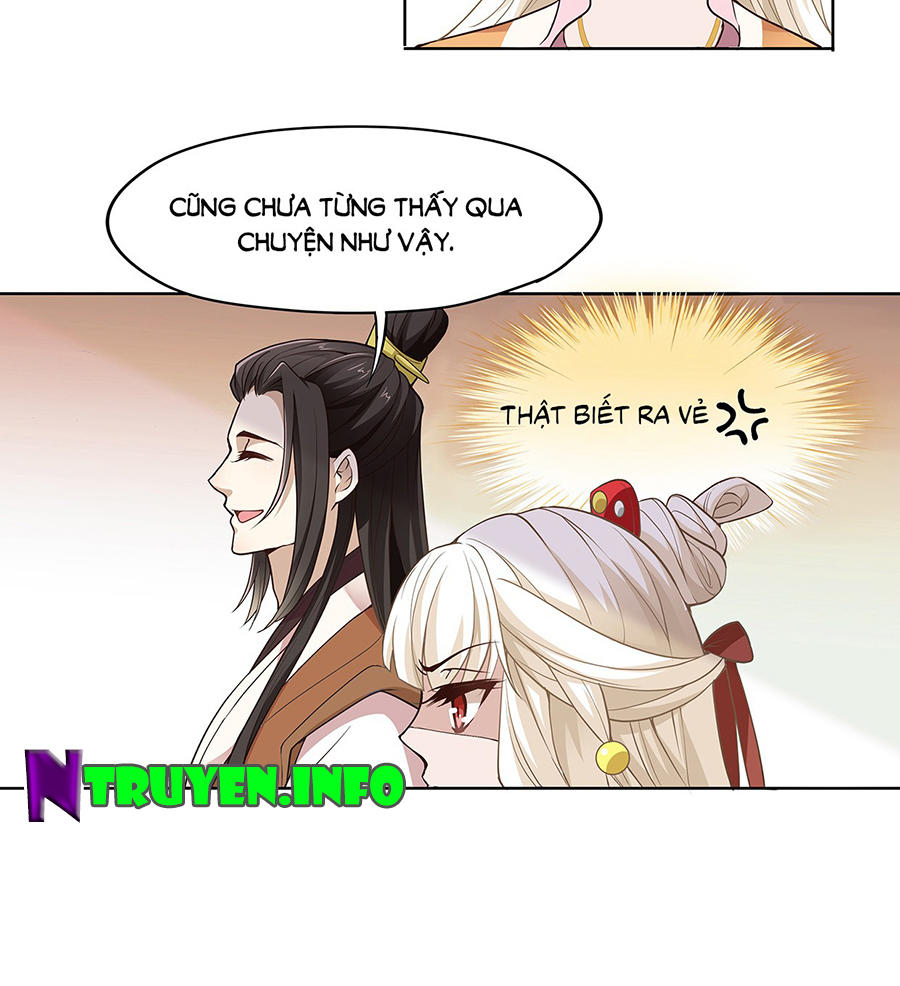 CŨNG CHƯA TỪNG THẤY QUA
CHUYỆN NHƯ VẬY.
THẬT BIẾT RA VẺ
NTRUYEN.INFO